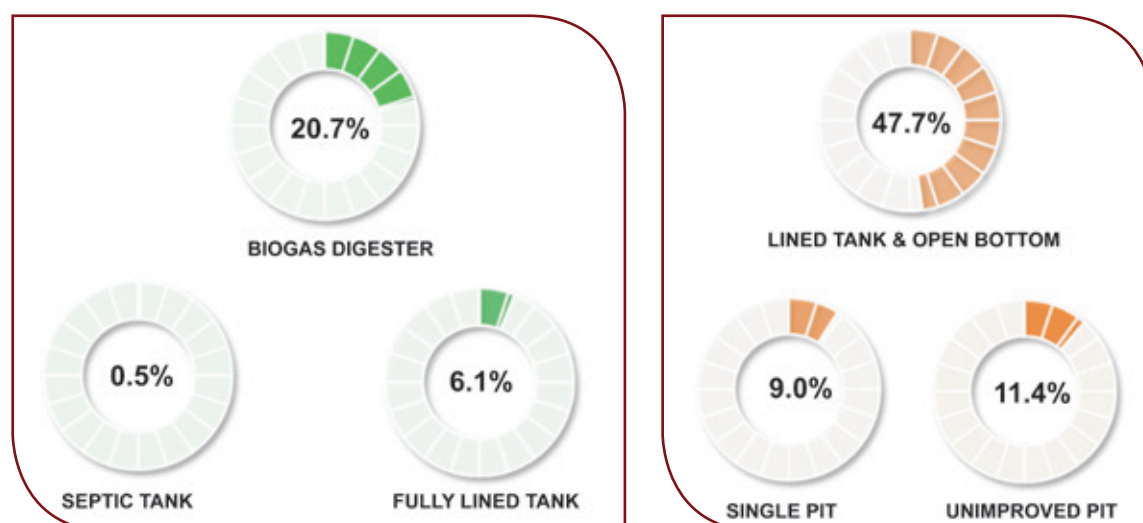 20.7%
BIOGAS DIGESTER
0.5%
SEPTIC TANK
6.1%
FULLY LINED TANK
47.7%
LINED TANK & OPEN BOTTOM
9.0%
SINGLE PIT
11.4%
UNIMPROVED PIT